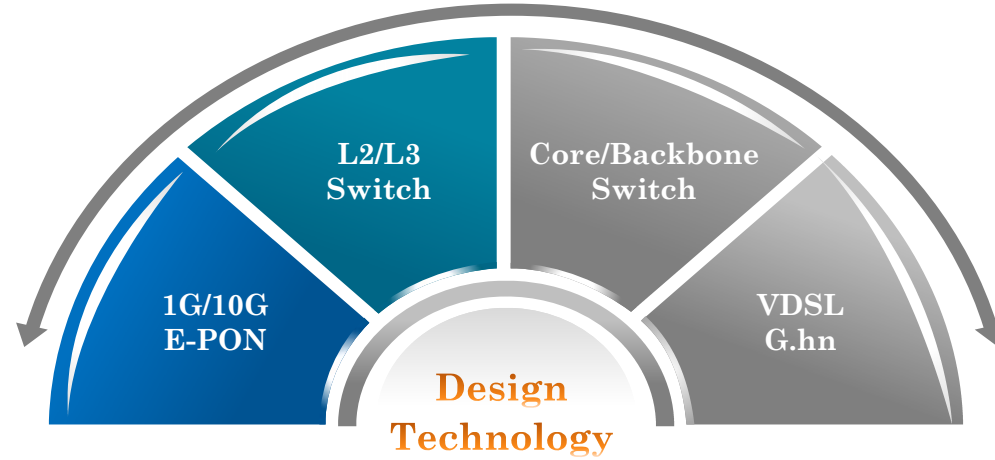 L2/L3
Switch
Core/Backbone
Switch
1G/10G
E-PON
VDSL
G.hn
Design
Technology